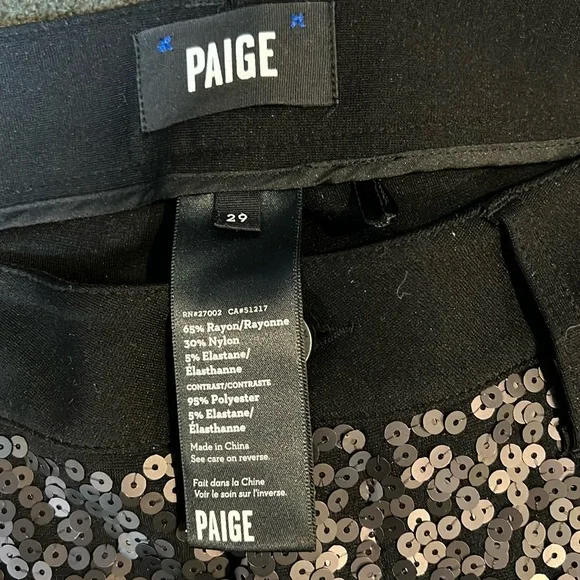 PAIGE
29
RN#27002 CA#51217
65% Rayon/Rayonne
30% Nylon
5% Elastane/
Élasthanne
CONTRAST/CONTRASTE
95% Polyester
5% Elastane/
Élasthanne
Made in China
See care on reverse.
Fait dans la Chine
Voir le soin sur l'inverse.
PAIGE